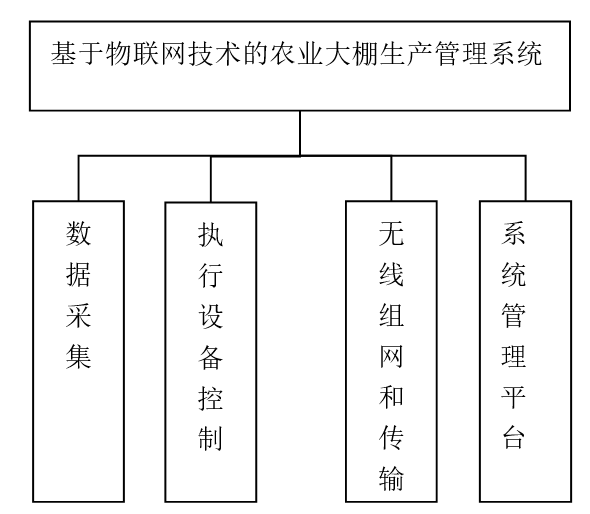 基于物联网技术的农业大棚生产管理系统
数据采集
执行设备控制
无线组网和传输
系统管理平台